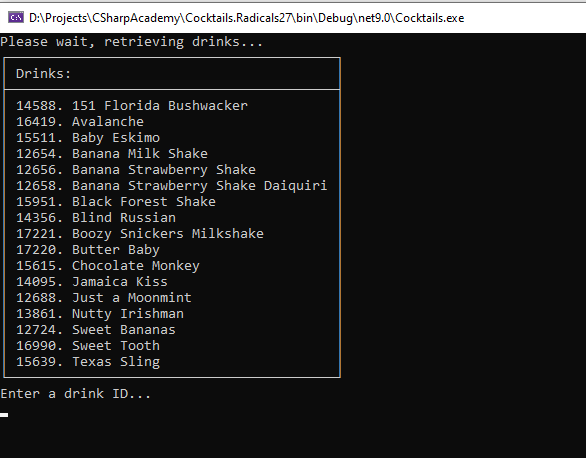 D:\Projects\CSharpAcademy\Cocktails.Radicals27\bin\Debug\net9.0\Cocktails.exe
Please wait, retrieving drinks...
Drinks:
14588. 151 Florida Bushwacker
16419. Avalanche
15511. Baby Eskimo
12654. Banana Milk Shake
12656. Banana Strawberry Shake
12658. Banana Strawberry Shake Daiquiri
15951. Black Forest Shake
14356. Blind Russian
17221. Boozy Snickers Milkshake
17220. Butter Baby
15615. Chocolate Monkey
14095. Jamaica Kiss
12688. Just a Moonmint
13861. Nutty Irishman
12724. Sweet Bananas
16990. Sweet Tooth
15639. Texas Sling
Enter a drink ID...